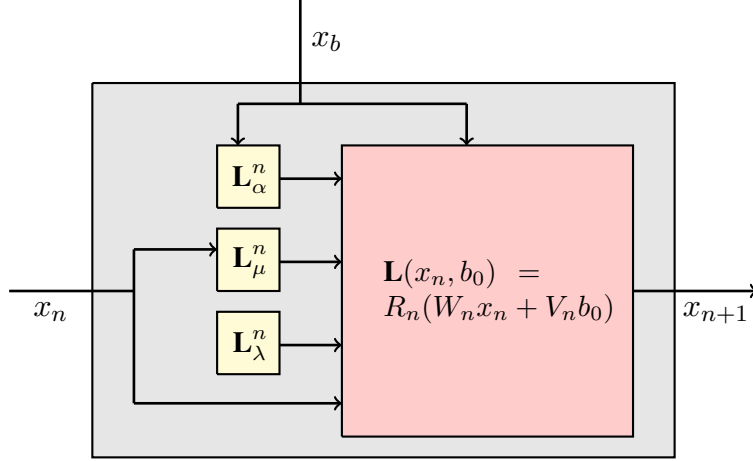 x_b
L^n_α
L^n_μ
L(x_n, b_0) =
R_n(W_n x_n + V_n b_0)
x_n
x_{n+1}
L^n_λ